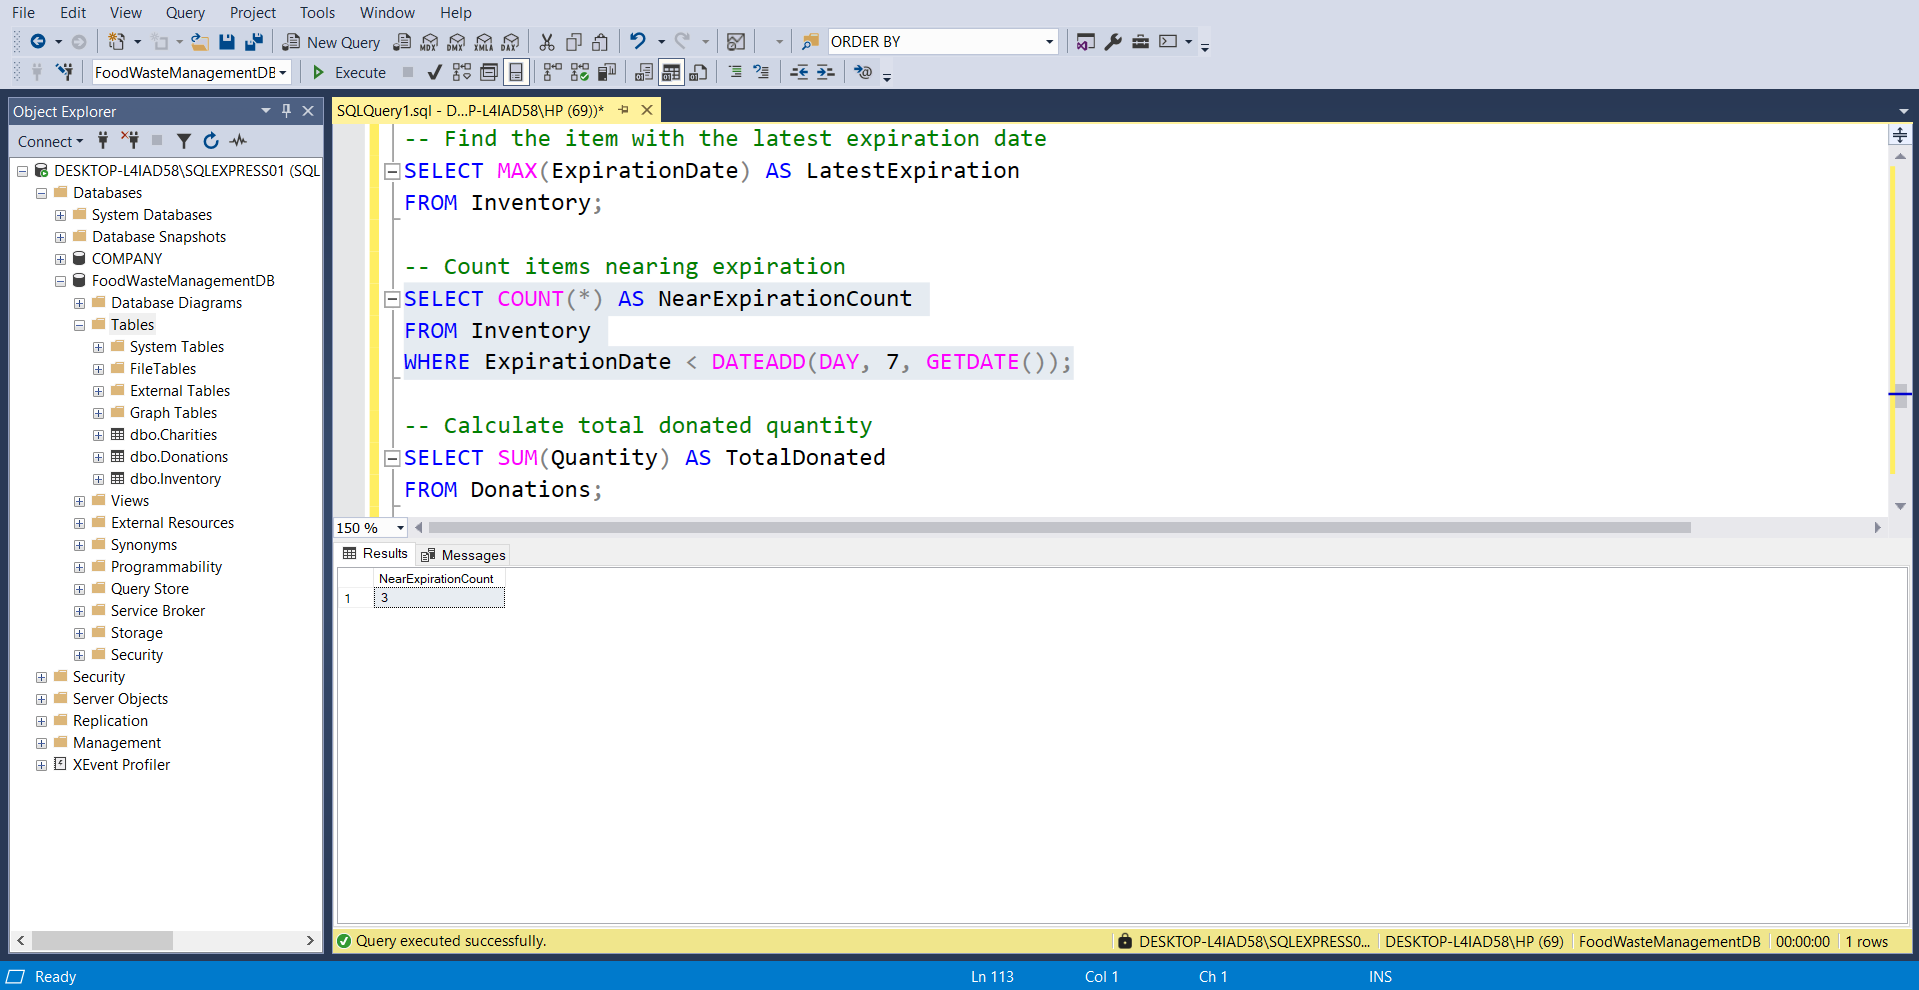 File Edit View Query Project Tools Window Help
New Query MDX DMX XMLA DAX ORDER BY
FoodWasteManagementDB Execute
Object Explorer
SQLQuery1.sql - D...P-L4IAD58\HP (69))*
Connect
DESKTOP-L4IAD58\SQLEXPRESS01 (SQL
Databases
System Databases
Database Snapshots
COMPANY
FoodWasteManagementDB
Database Diagrams
Tables
System Tables
FileTables
External Tables
Graph Tables
dbo.Charities
dbo.Donations
dbo.Inventory
Views
External Resources
Synonyms
Programmability
Query Store
Service Broker
Storage
Security
Security
Server Objects
Replication
Management
XEvent Profiler
-- Find the item with the latest expiration date
SELECT MAX(ExpirationDate) AS LatestExpiration
FROM Inventory;
-- Count items nearing expiration
SELECT COUNT(*) AS NearExpirationCount
FROM Inventory
WHERE ExpirationDate < DATEADD(DAY, 7, GETDATE());
-- Calculate total donated quantity
SELECT SUM(Quantity) AS TotalDonated
FROM Donations;
150 %
Results Messages
NearExpirationCount
1 3
Query executed successfully. DESKTOP-L4IAD58\SQLEXPRESS0... DESKTOP-L4IAD58\HP (69) FoodWasteManagementDB 00:00:00 1 rows
Ready Ln 113 Col 1 Ch 1 INS